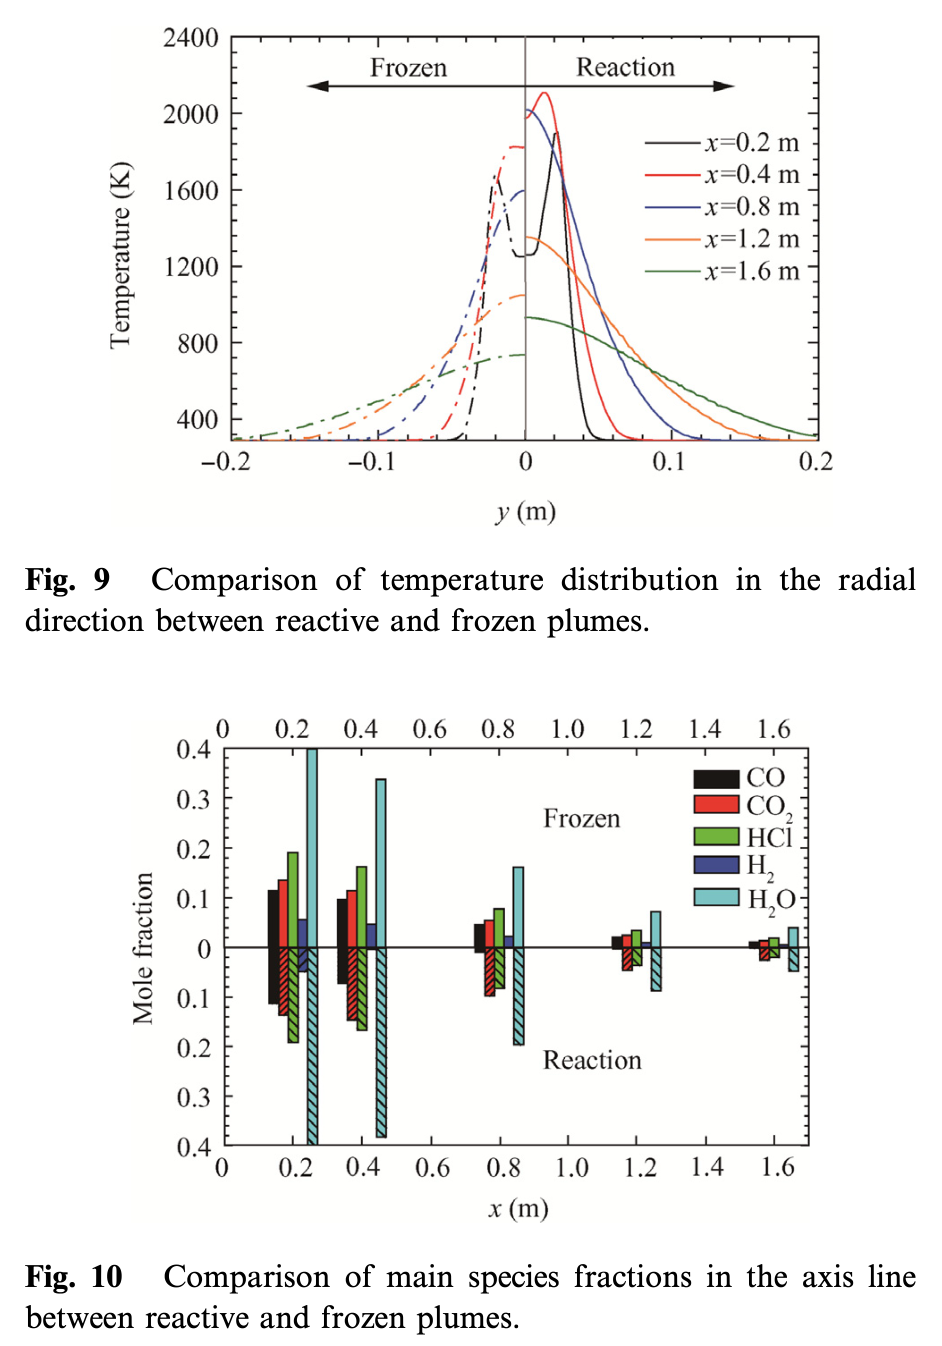 2400
2000
1600
1200
800
400
Temperature (K)
Frozen
Reaction
x=0.2 m
x=0.4 m
x=0.8 m
x=1.2 m
x=1.6 m
−0.2
−0.1
0
0.1
0.2
y (m)
Fig. 9 Comparison of temperature distribution in the radial
direction between reactive and frozen plumes.
0 0.2 0.4 0.6 0.8 1.0 1.2 1.4 1.6
0.4
0.3
0.2
0.1
0
0.1
0.2
0.3
0.4
Mole fraction
Frozen
CO
CO2
HCl
H2
H2O
Reaction
0 0.2 0.4 0.6 0.8 1.0 1.2 1.4 1.6
x (m)
Fig. 10 Comparison of main species fractions in the axis line
between reactive and frozen plumes.